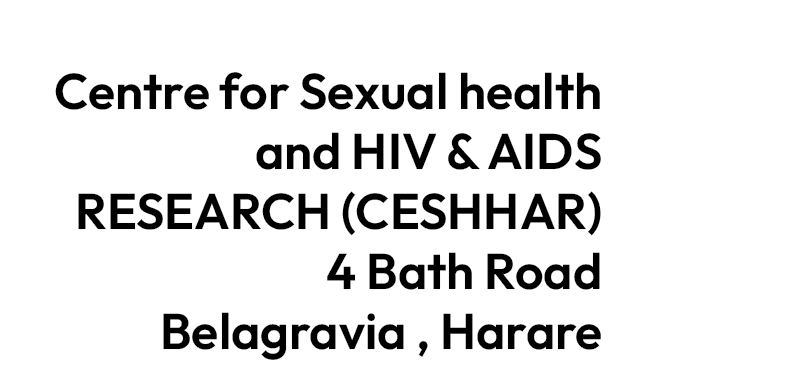 Centre for Sexual health
and HIV & AIDS
RESEARCH (CESHHAR)
4 Bath Road
Belagravia , Harare